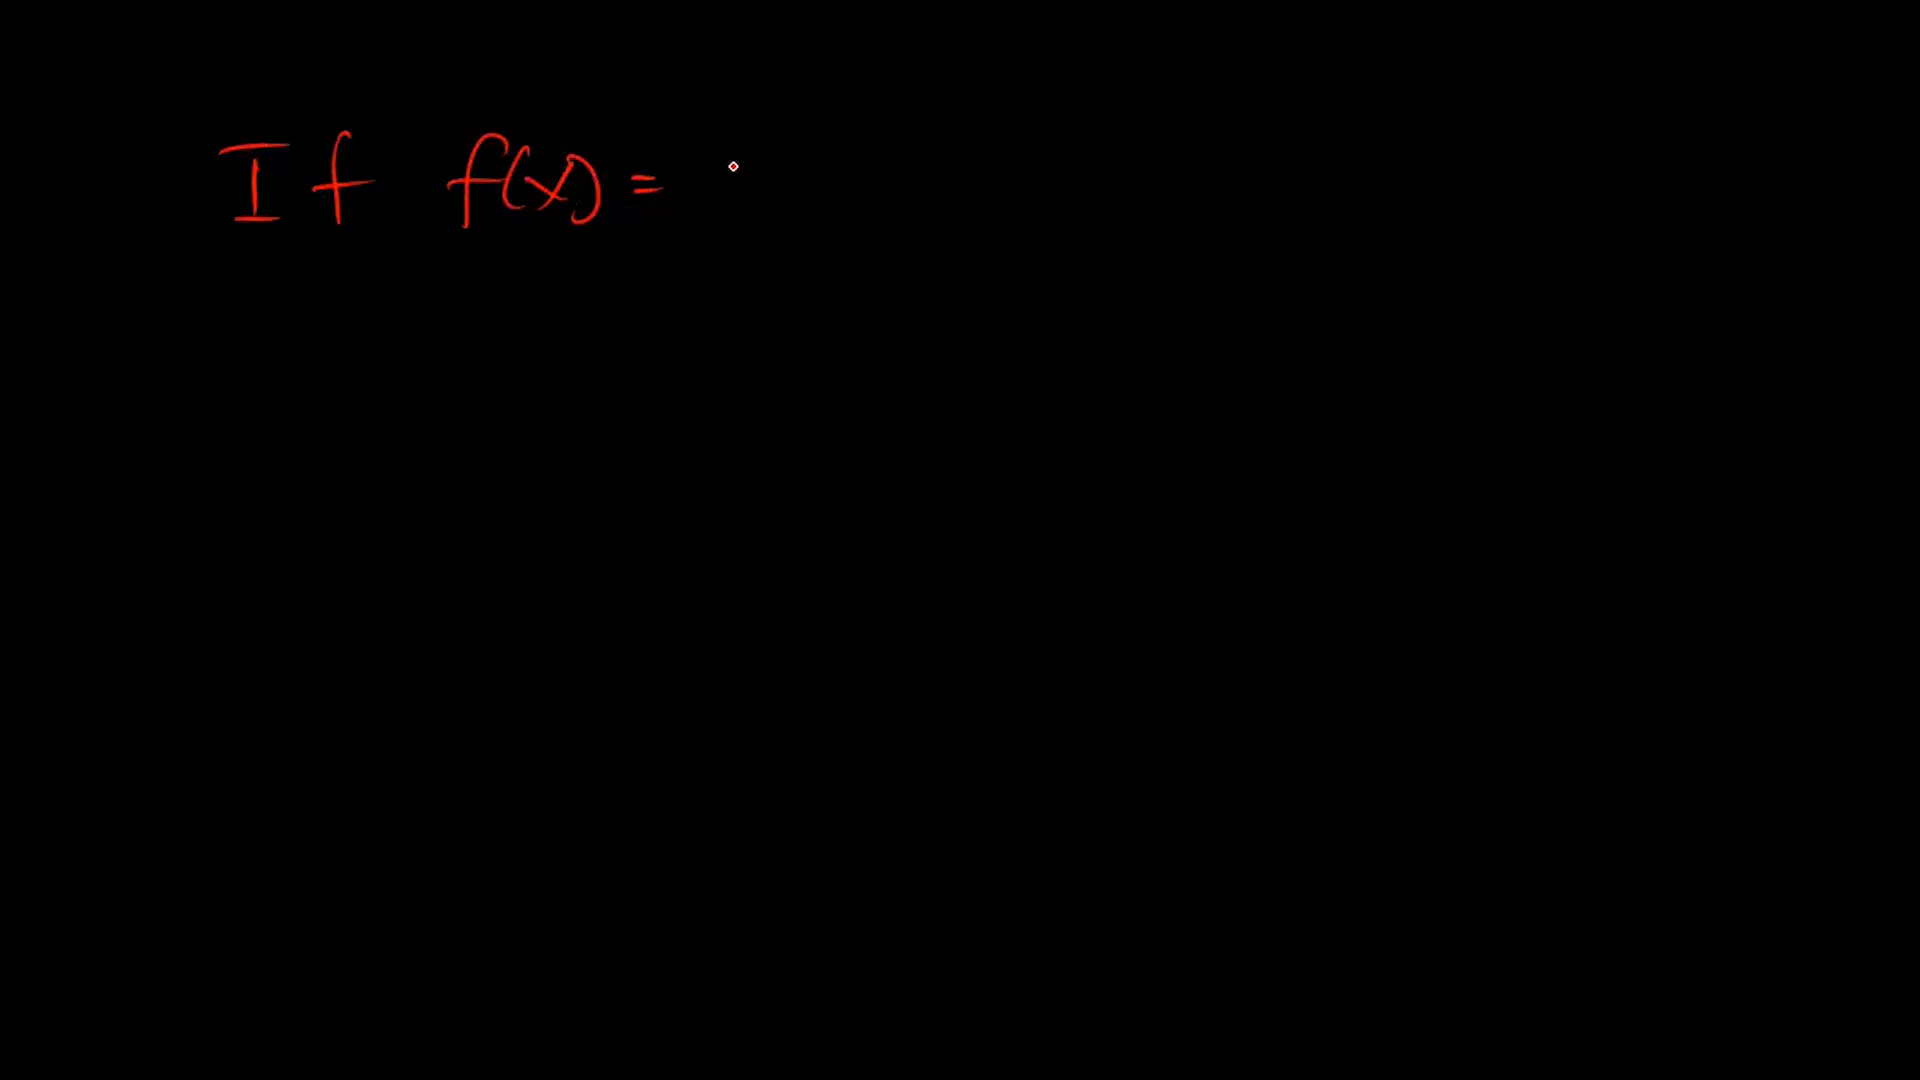 If f(x) =